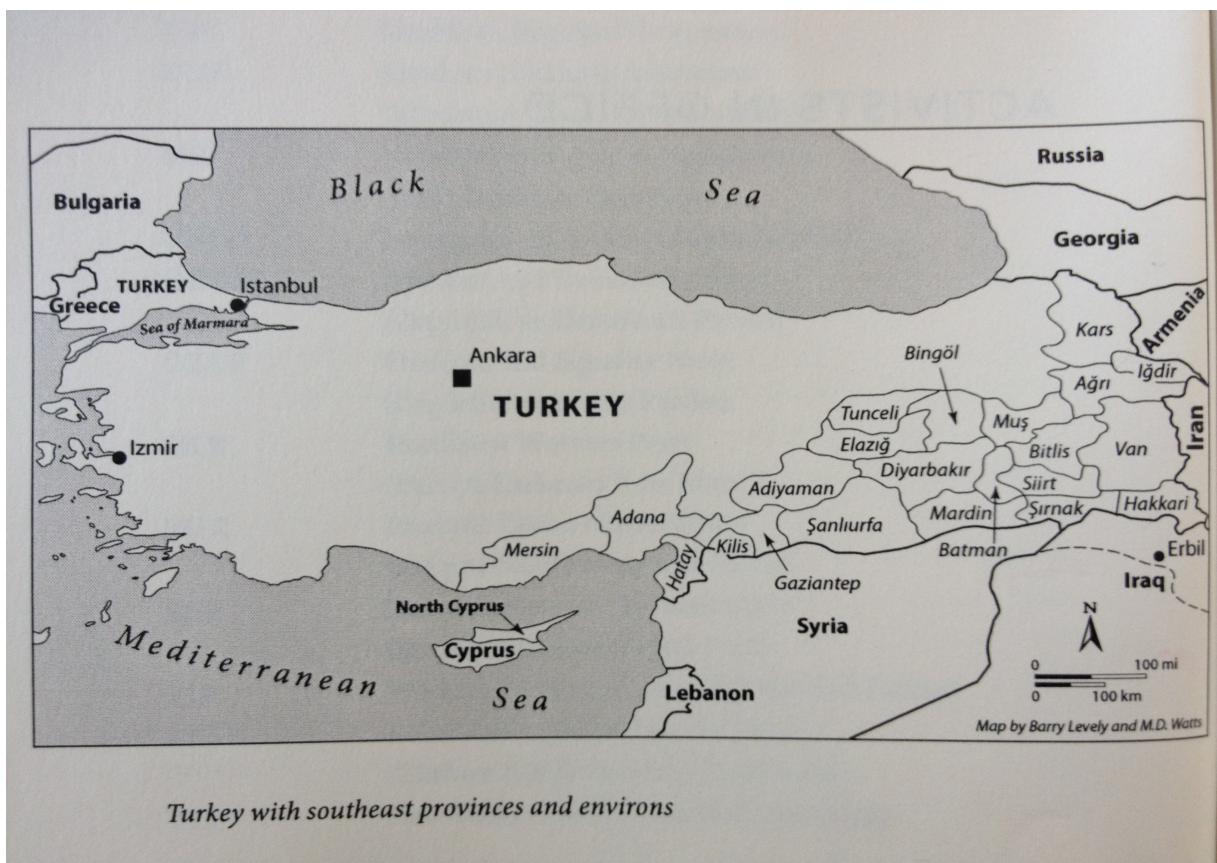 Black Sea
Russia
Bulgaria
Georgia
TURKEY
Istanbul
Greece
Sea of Marmara
Armenia
Kars
Ankara
Bingöl
Iğdir
Ağrı
TURKEY
Tunceli
Muş
Iran
Izmir
Elazığ
Bitlis
Van
Diyarbakır
Siirt
Adiyaman
Adana
Şanlıurfa
Mardin
Şırnak
Hakkari
Mersin
Kilis
Hatay
Batman
Erbil
Gaziantep
Iraq
North Cyprus
Syria
N
Cyprus
Mediterranean Sea
Lebanon
0 100 mi
0 100 km
Map by Barry Levely and M.D. Watts
Turkey with southeast provinces and environs